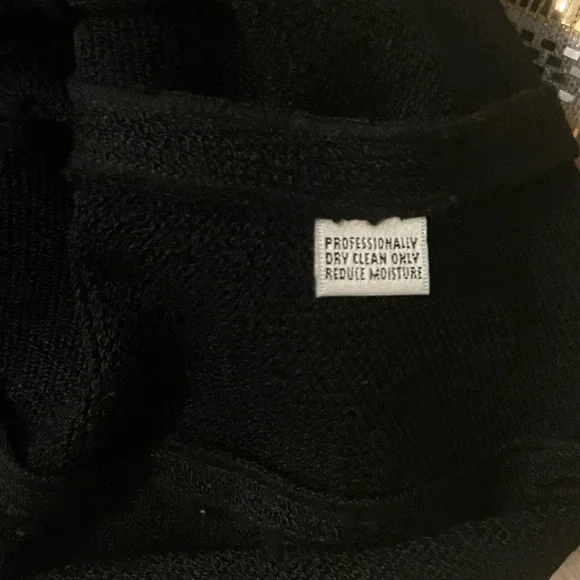 PROFESSIONALLY
DRY CLEAN ONLY
REDUCE MOISTURE